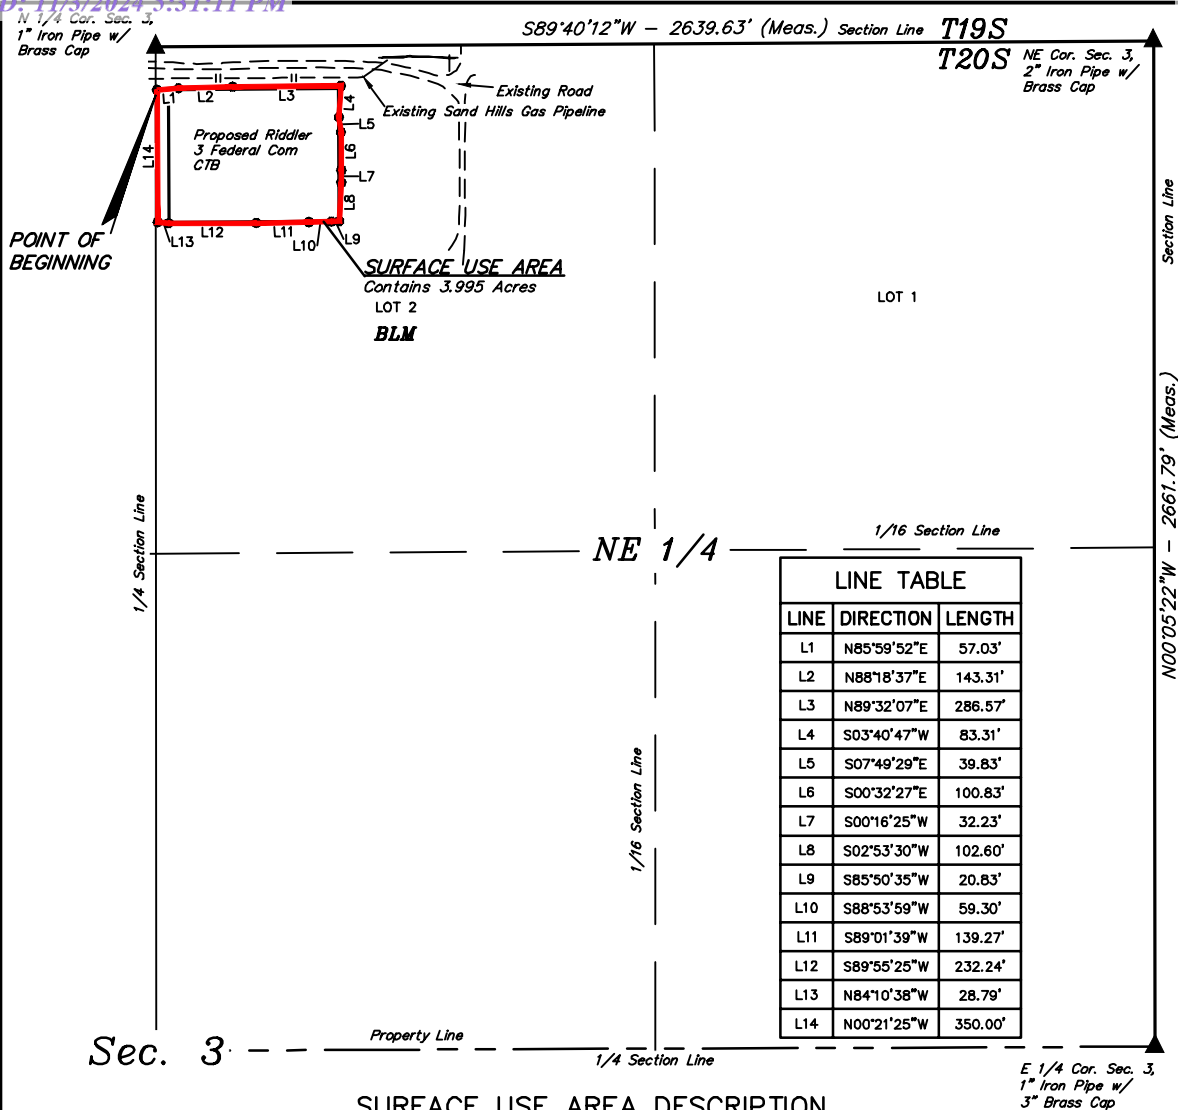 D: 11/5/2024 3:31:11 PM
N 1/4 Cor. Sec. 3,
1" Iron Pipe w/
Brass Cap
S89°40'12"W – 2639.63' (Meas.) Section Line
T19S
T20S
NE Cor. Sec. 3,
2" Iron Pipe w/
Brass Cap
L1
L2
L3
L4
Existing Road
Existing Sand Hills Gas Pipeline
L5
Proposed Riddler
3 Federal Com
CTB
L6
L14
L7
L8
Section Line
POINT OF
BEGINNING
L13
L12
L11
L10
L9
SURFACE USE AREA
Contains 3.995 Acres
LOT 2
BLM
LOT 1
N00°05'22"W – 2661.79' (Meas.)
1/4 Section Line
1/16 Section Line
NE 1/4
LINE TABLE
LINE DIRECTION LENGTH
L1 N85°59'52"E 57.03'
L2 N88°18'37"E 143.31'
L3 N89°32'07"E 286.57'
L4 S03°40'47"W 83.31'
L5 S07°49'29"E 39.83'
L6 S00°32'27"E 100.83'
L7 S00°16'25"W 32.23'
L8 S02°53'30"W 102.60'
L9 S85°50'35"W 20.83'
L10 S88°53'59"W 59.30'
L11 S89°01'39"W 139.27'
L12 S89°55'25"W 232.24'
L13 N84°10'38"W 28.79'
L14 N00°21'25"W 350.00'
1/16 Section Line
Sec. 3
Property Line
1/4 Section Line
E 1/4 Cor. Sec. 3,
1" Iron Pipe w/
3" Brass Cap
SURFACE USE AREA DESCRIPTION